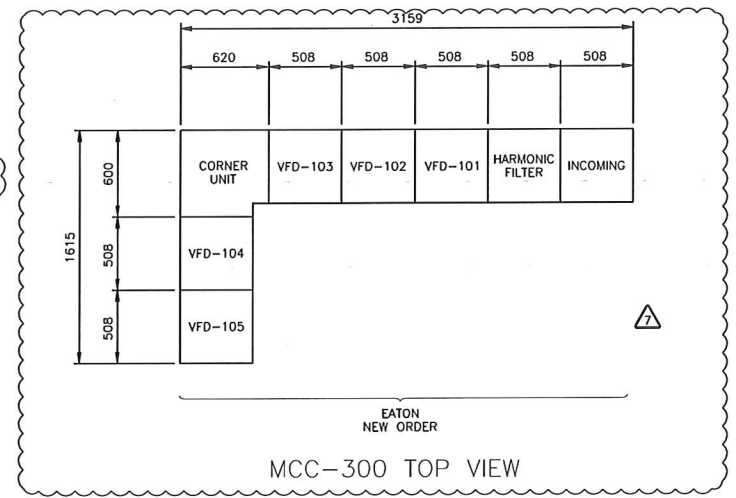 3159
620 508 508 508 508 508
CORNER
UNIT
VFD-103 VFD-102 VFD-101
HARMONIC
FILTER
INCOMING
600
1615
508
VFD-104
508
VFD-105
7
EATON
NEW ORDER
MCC-300 TOP VIEW